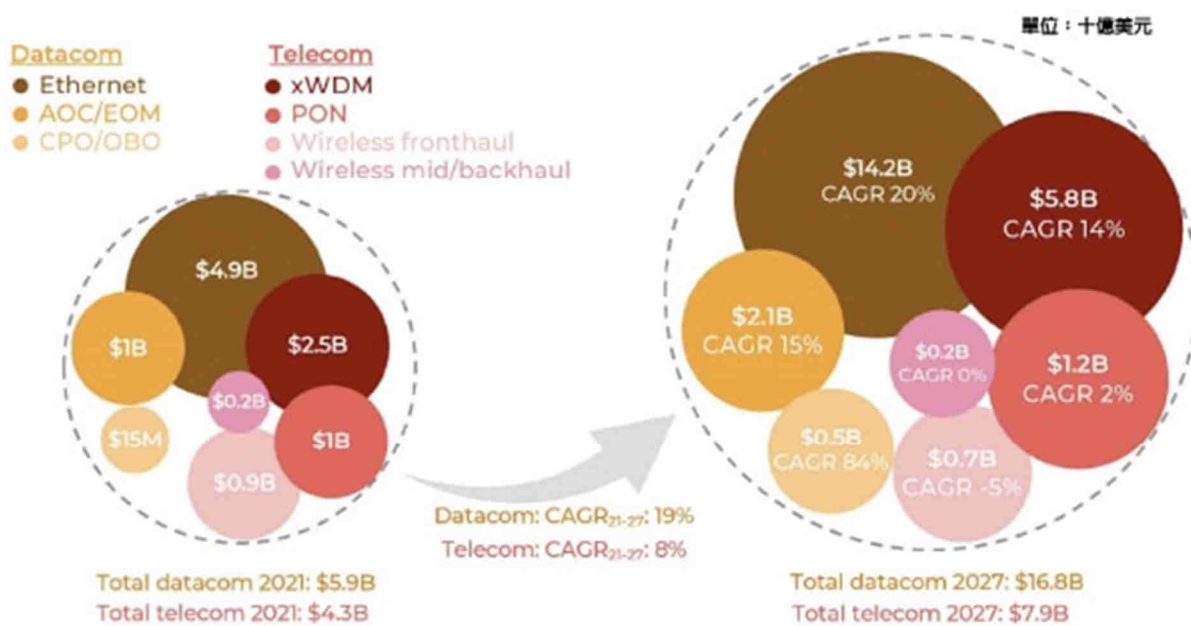 單位：十億美元
Datacom
Ethernet
AOC/EOM
CPO/OBO
Telecom
xWDM
PON
Wireless fronthaul
Wireless mid/backhaul
$4.9B
$1B
$2.5B
$0.2B
$15M
$1B
$0.9B
Total datacom 2021: $5.9B
Total telecom 2021: $4.3B
Datacom: CAGR₂₁₋₂₇: 19%
Telecom: CAGR₂₁₋₂₇: 8%
$14.2B
CAGR 20%
$5.8B
CAGR 14%
$2.1B
CAGR 15%
$0.2B
CAGR 0%
$1.2B
CAGR 2%
$0.5B
CAGR 84%
$0.7B
CAGR -5%
Total datacom 2027: $16.8B
Total telecom 2027: $7.9B